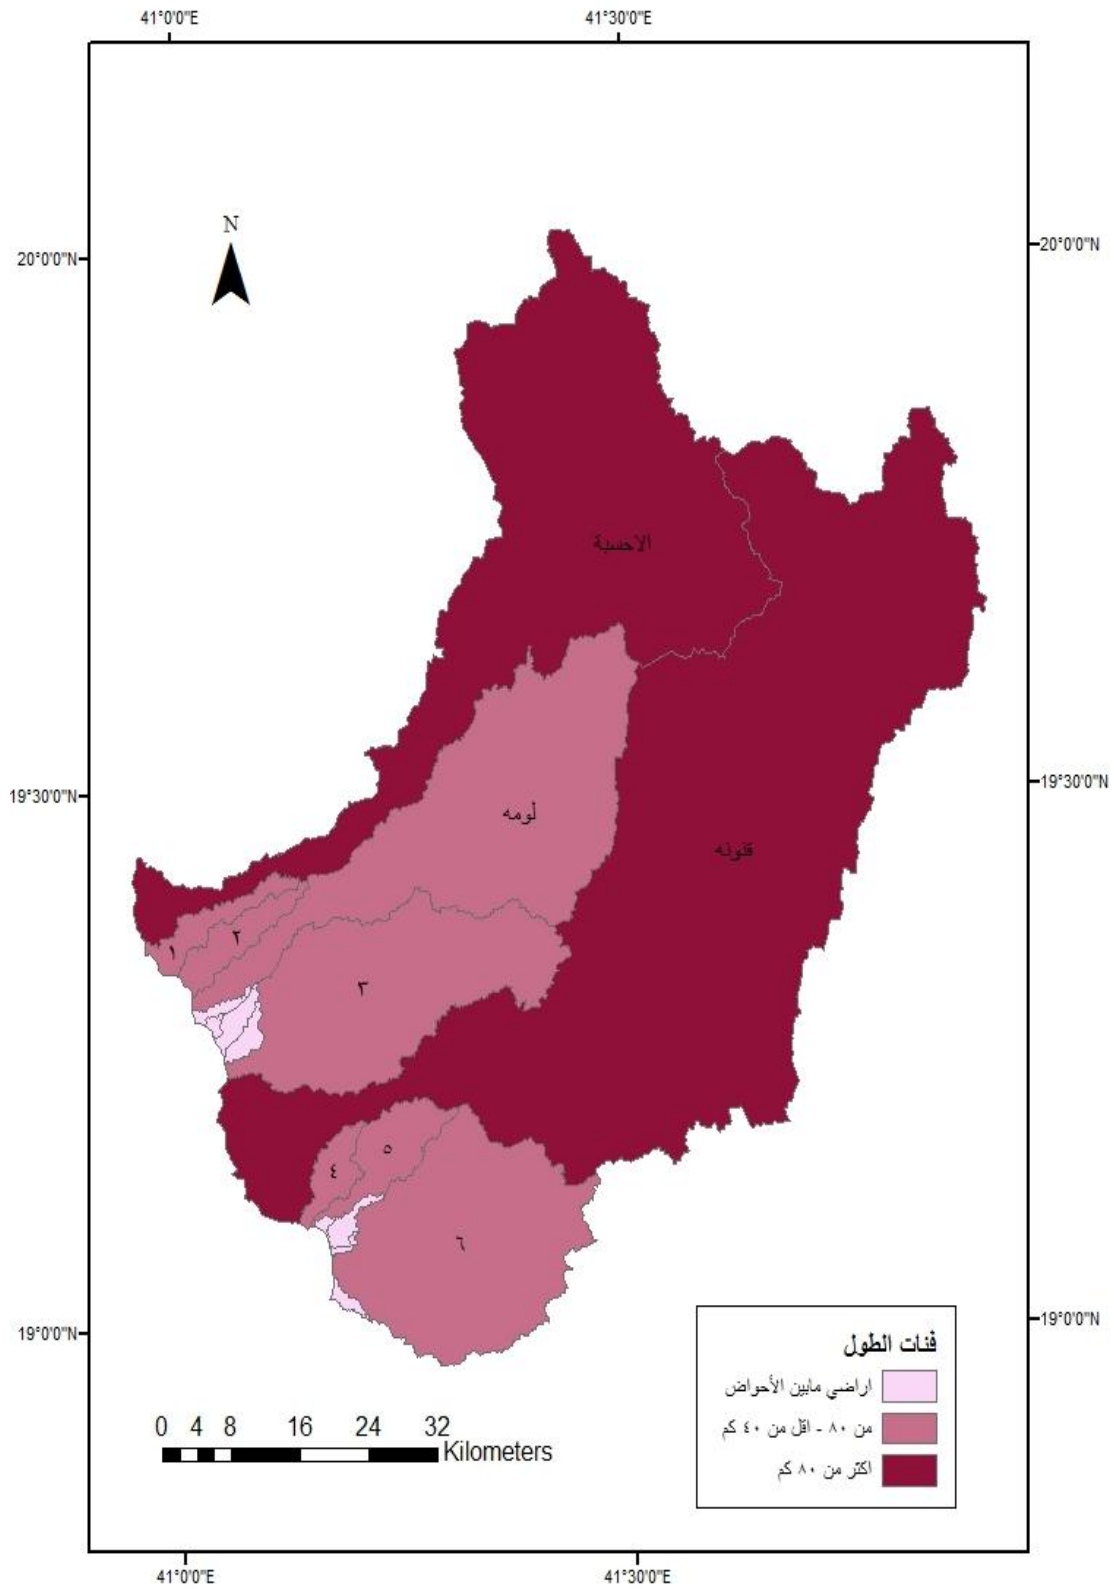 41°0'0"E 41°30'0"E
N
20°0'0"N 20°0'0"N
الاحسبة
19°30'0"N 19°30'0"N
لومه
قنونه
٢
١
٣
٥
٤
٦
19°0'0"N 19°0'0"N
فئات الطول
اراضي مابين الأحواض
من ٨٠ - اقل من ٤٠ كم
اكثر من ٨٠ كم
0 4 8 16 24 32
Kilometers
41°0'0"E 41°30'0"E